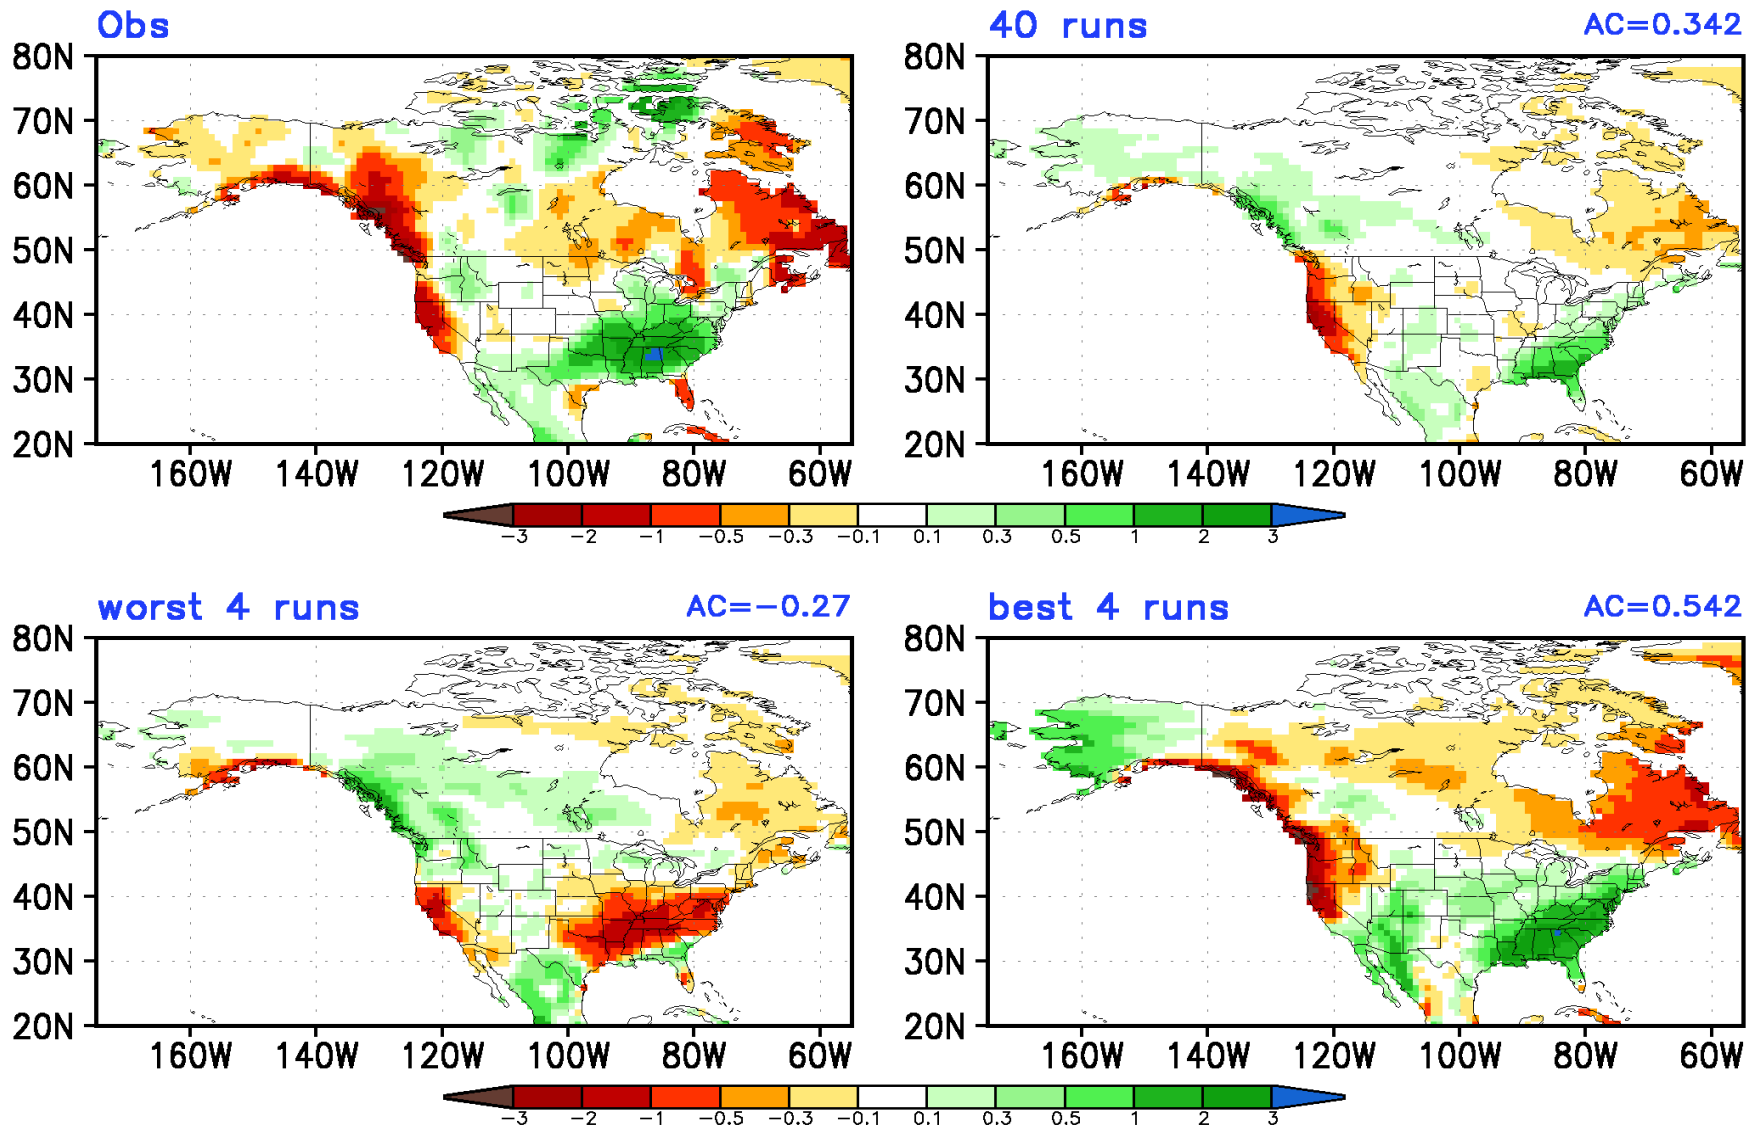 Obs
40 runs AC=0.342
80N 80N
70N 70N
60N 60N
50N 50N
40N 40N
30N 30N
20N 20N
160W 140W 120W 100W 80W 60W 160W 140W 120W 100W 80W 60W
-3 -2 -1 -0.5 -0.3 -0.1 0.1 0.3 0.5 1 2 3
worst 4 runs AC=-0.27
best 4 runs AC=0.542
80N 80N
70N 70N
60N 60N
50N 50N
40N 40N
30N 30N
20N 20N
160W 140W 120W 100W 80W 60W 160W 140W 120W 100W 80W 60W
-3 -2 -1 -0.5 -0.3 -0.1 0.1 0.3 0.5 1 2 3